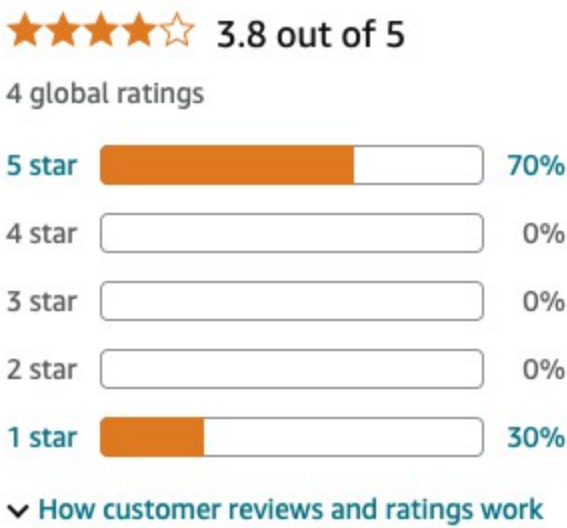 3.8 out of 5
4 global ratings
5 star 70%
4 star 0%
3 star 0%
2 star 0%
1 star 30%
How customer reviews and ratings work